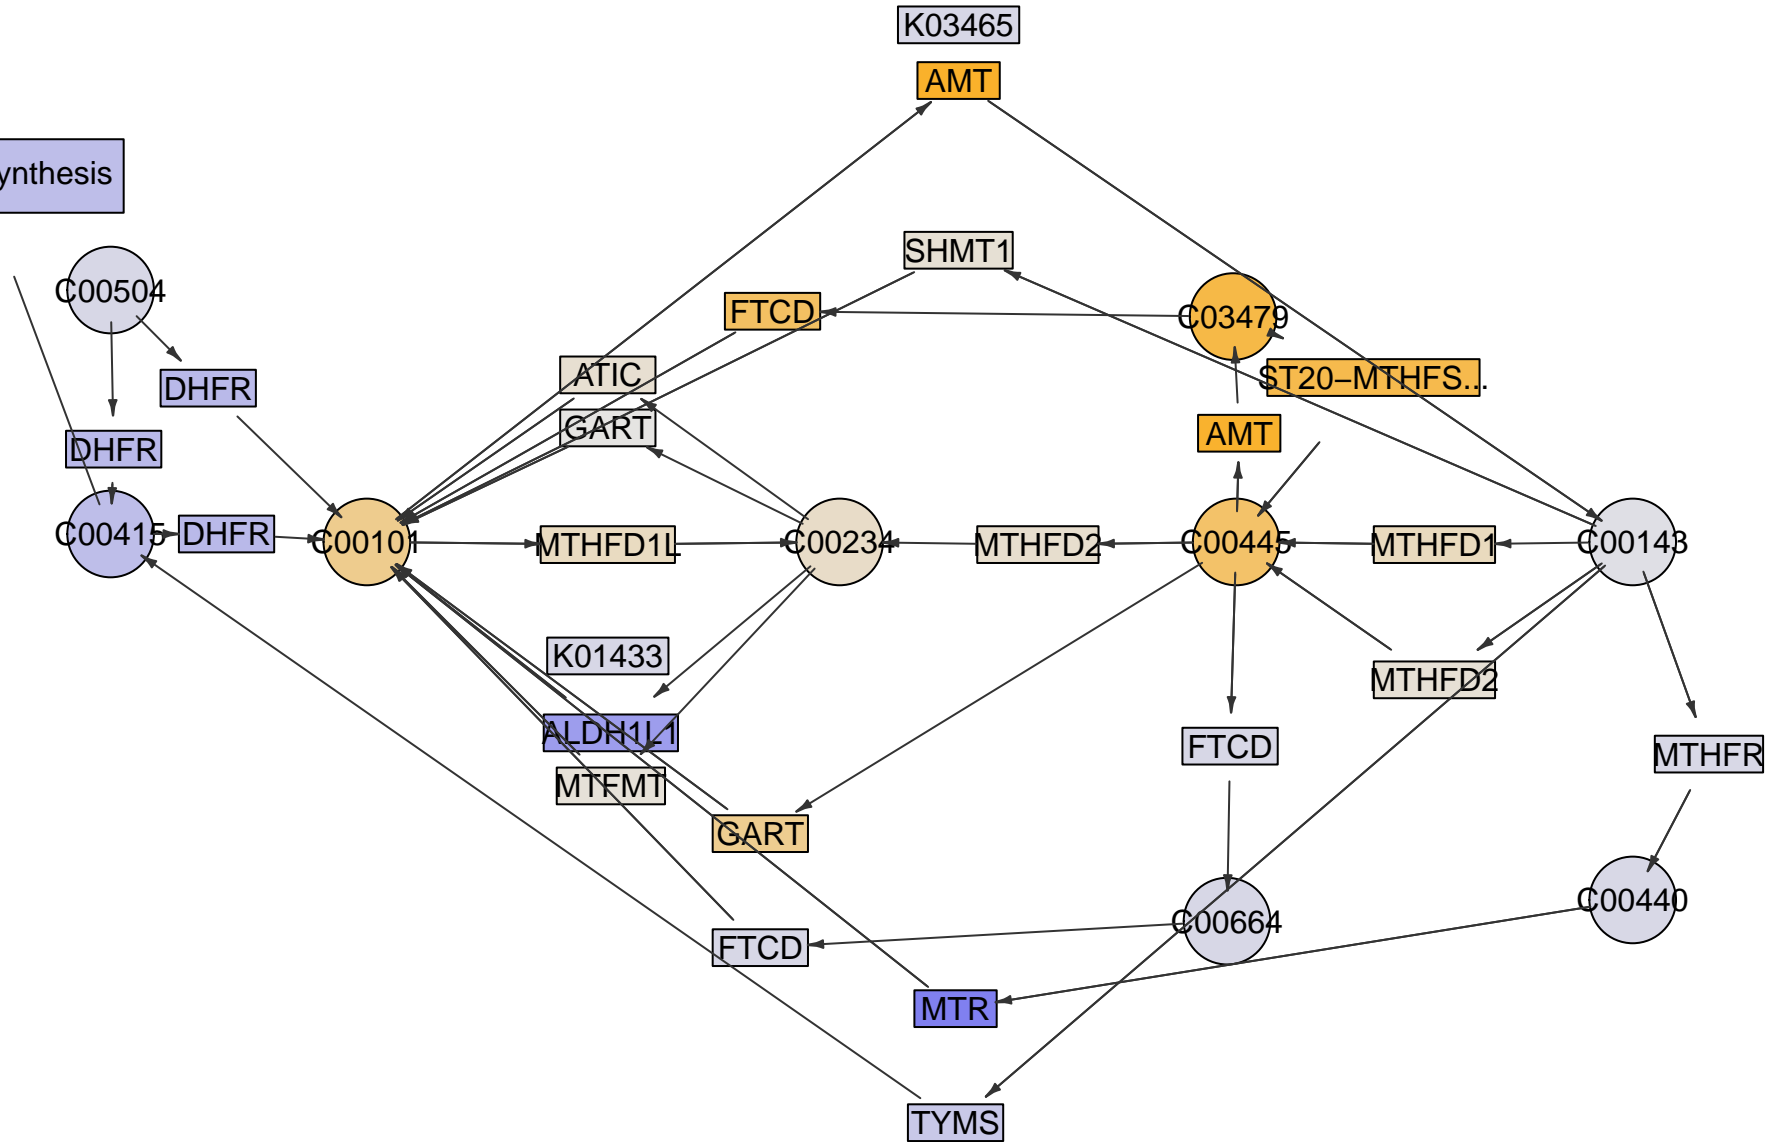 K03465
AMT
ynthesis
SHMT1
C00504
FTCD
C03479
ATIC
ST20−MTHFS...
DHFR
GART
AMT
DHFR
C00415
DHFR
C00101
MTHFD1L
C00234
MTHFD2
C00445
MTHFD1
C00143
K01433
MTHFD2
ALDH1L1
FTCD
MTHFR
MTFMT
GART
C00440
C00664
FTCD
MTR
TYMS